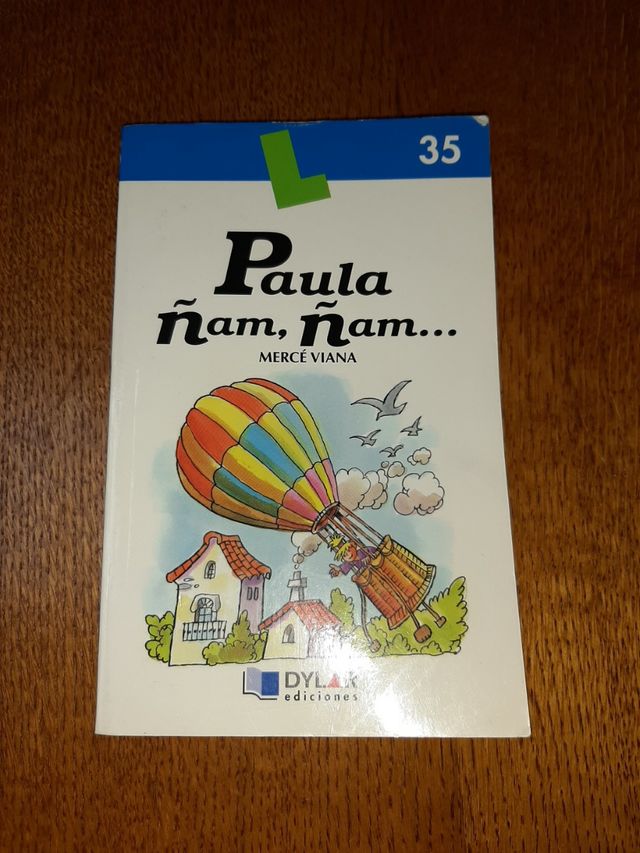 35
L
Paula
ñam, ñam...
MERCÉ VIANA
DYLAR
ediciones